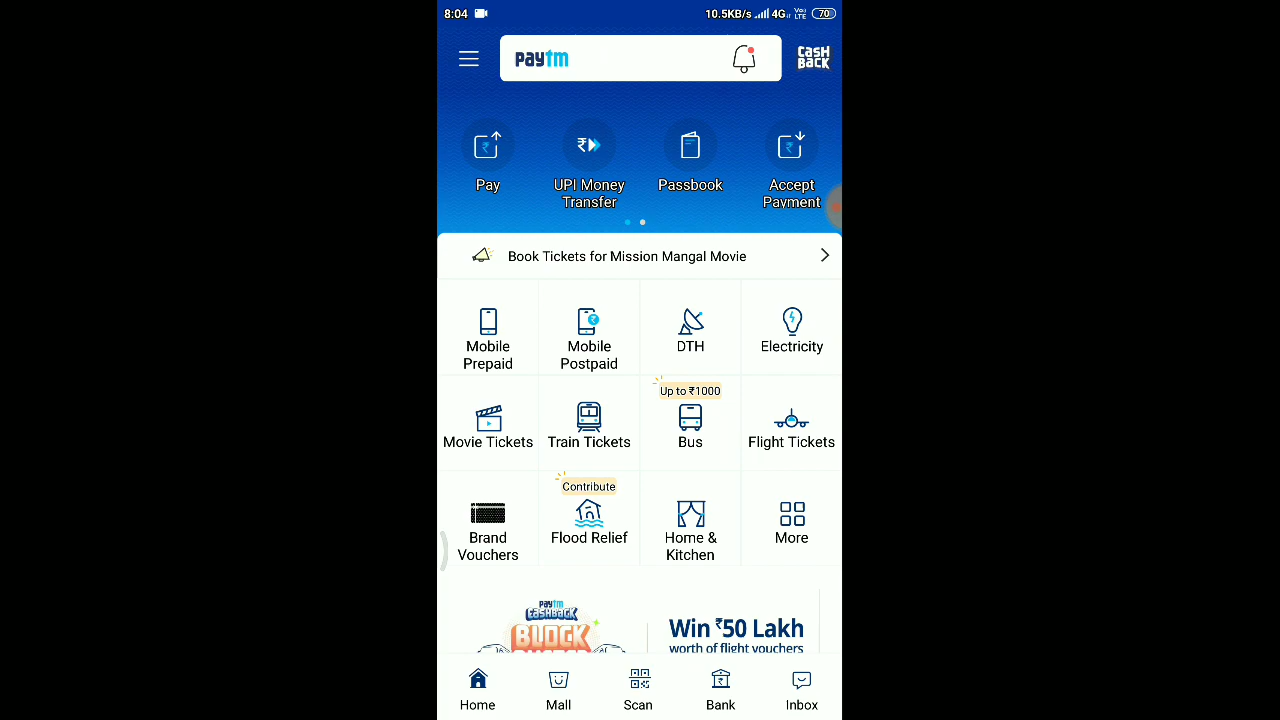 8:04 10.5KB/s 4G Vo) LTE 70
paytm CASH BACK
Pay
UPI Money
Transfer
Passbook
Accept
Payment
Book Tickets for Mission Mangal Movie
Mobile
Prepaid
Mobile
Postpaid
DTH
Electricity
Movie Tickets
Train Tickets
Up to ₹1000
Bus
Flight Tickets
Brand
Vouchers
Contribute
Flood Relief
Home &
Kitchen
More
paytm
CASHBACK
BLOCK
Win ₹50 Lakh
worth of flight vouchers
Home
Mall
Scan
Bank
Inbox